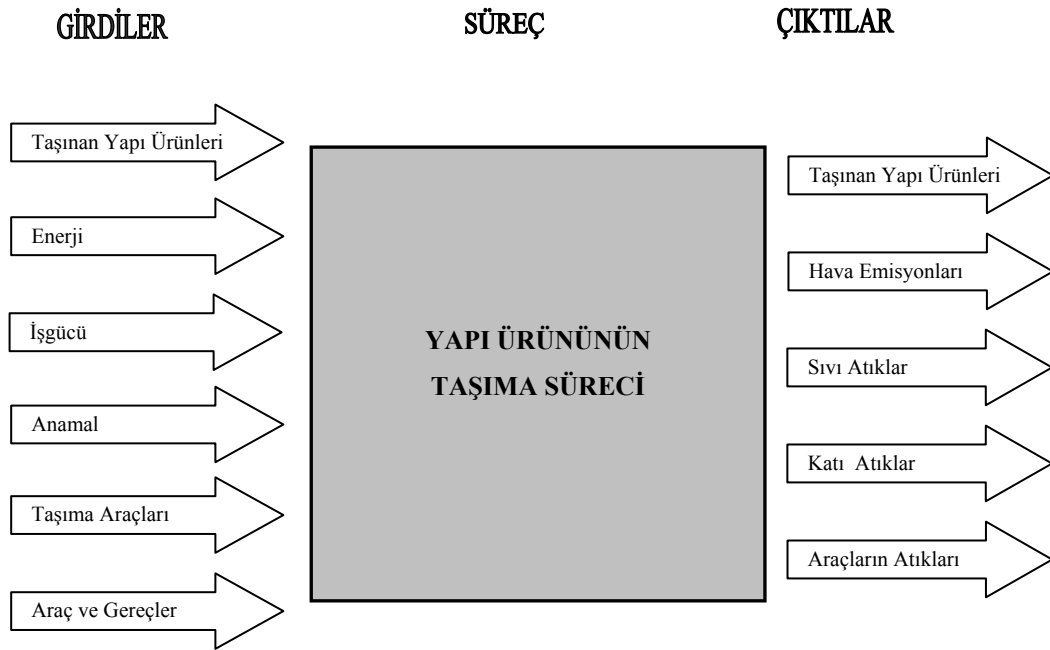 GİRDİLER
SÜREÇ
ÇIKTILAR
Taşınan Yapı Ürünleri
Enerji
İşgücü
Anamal
Taşıma Araçları
Araç ve Gereçler
YAPI ÜRÜNÜNÜN
TAŞIMA SÜRECİ
Taşınan Yapı Ürünleri
Hava Emisyonları
Sıvı Atıklar
Katı Atıklar
Araçların Atıkları